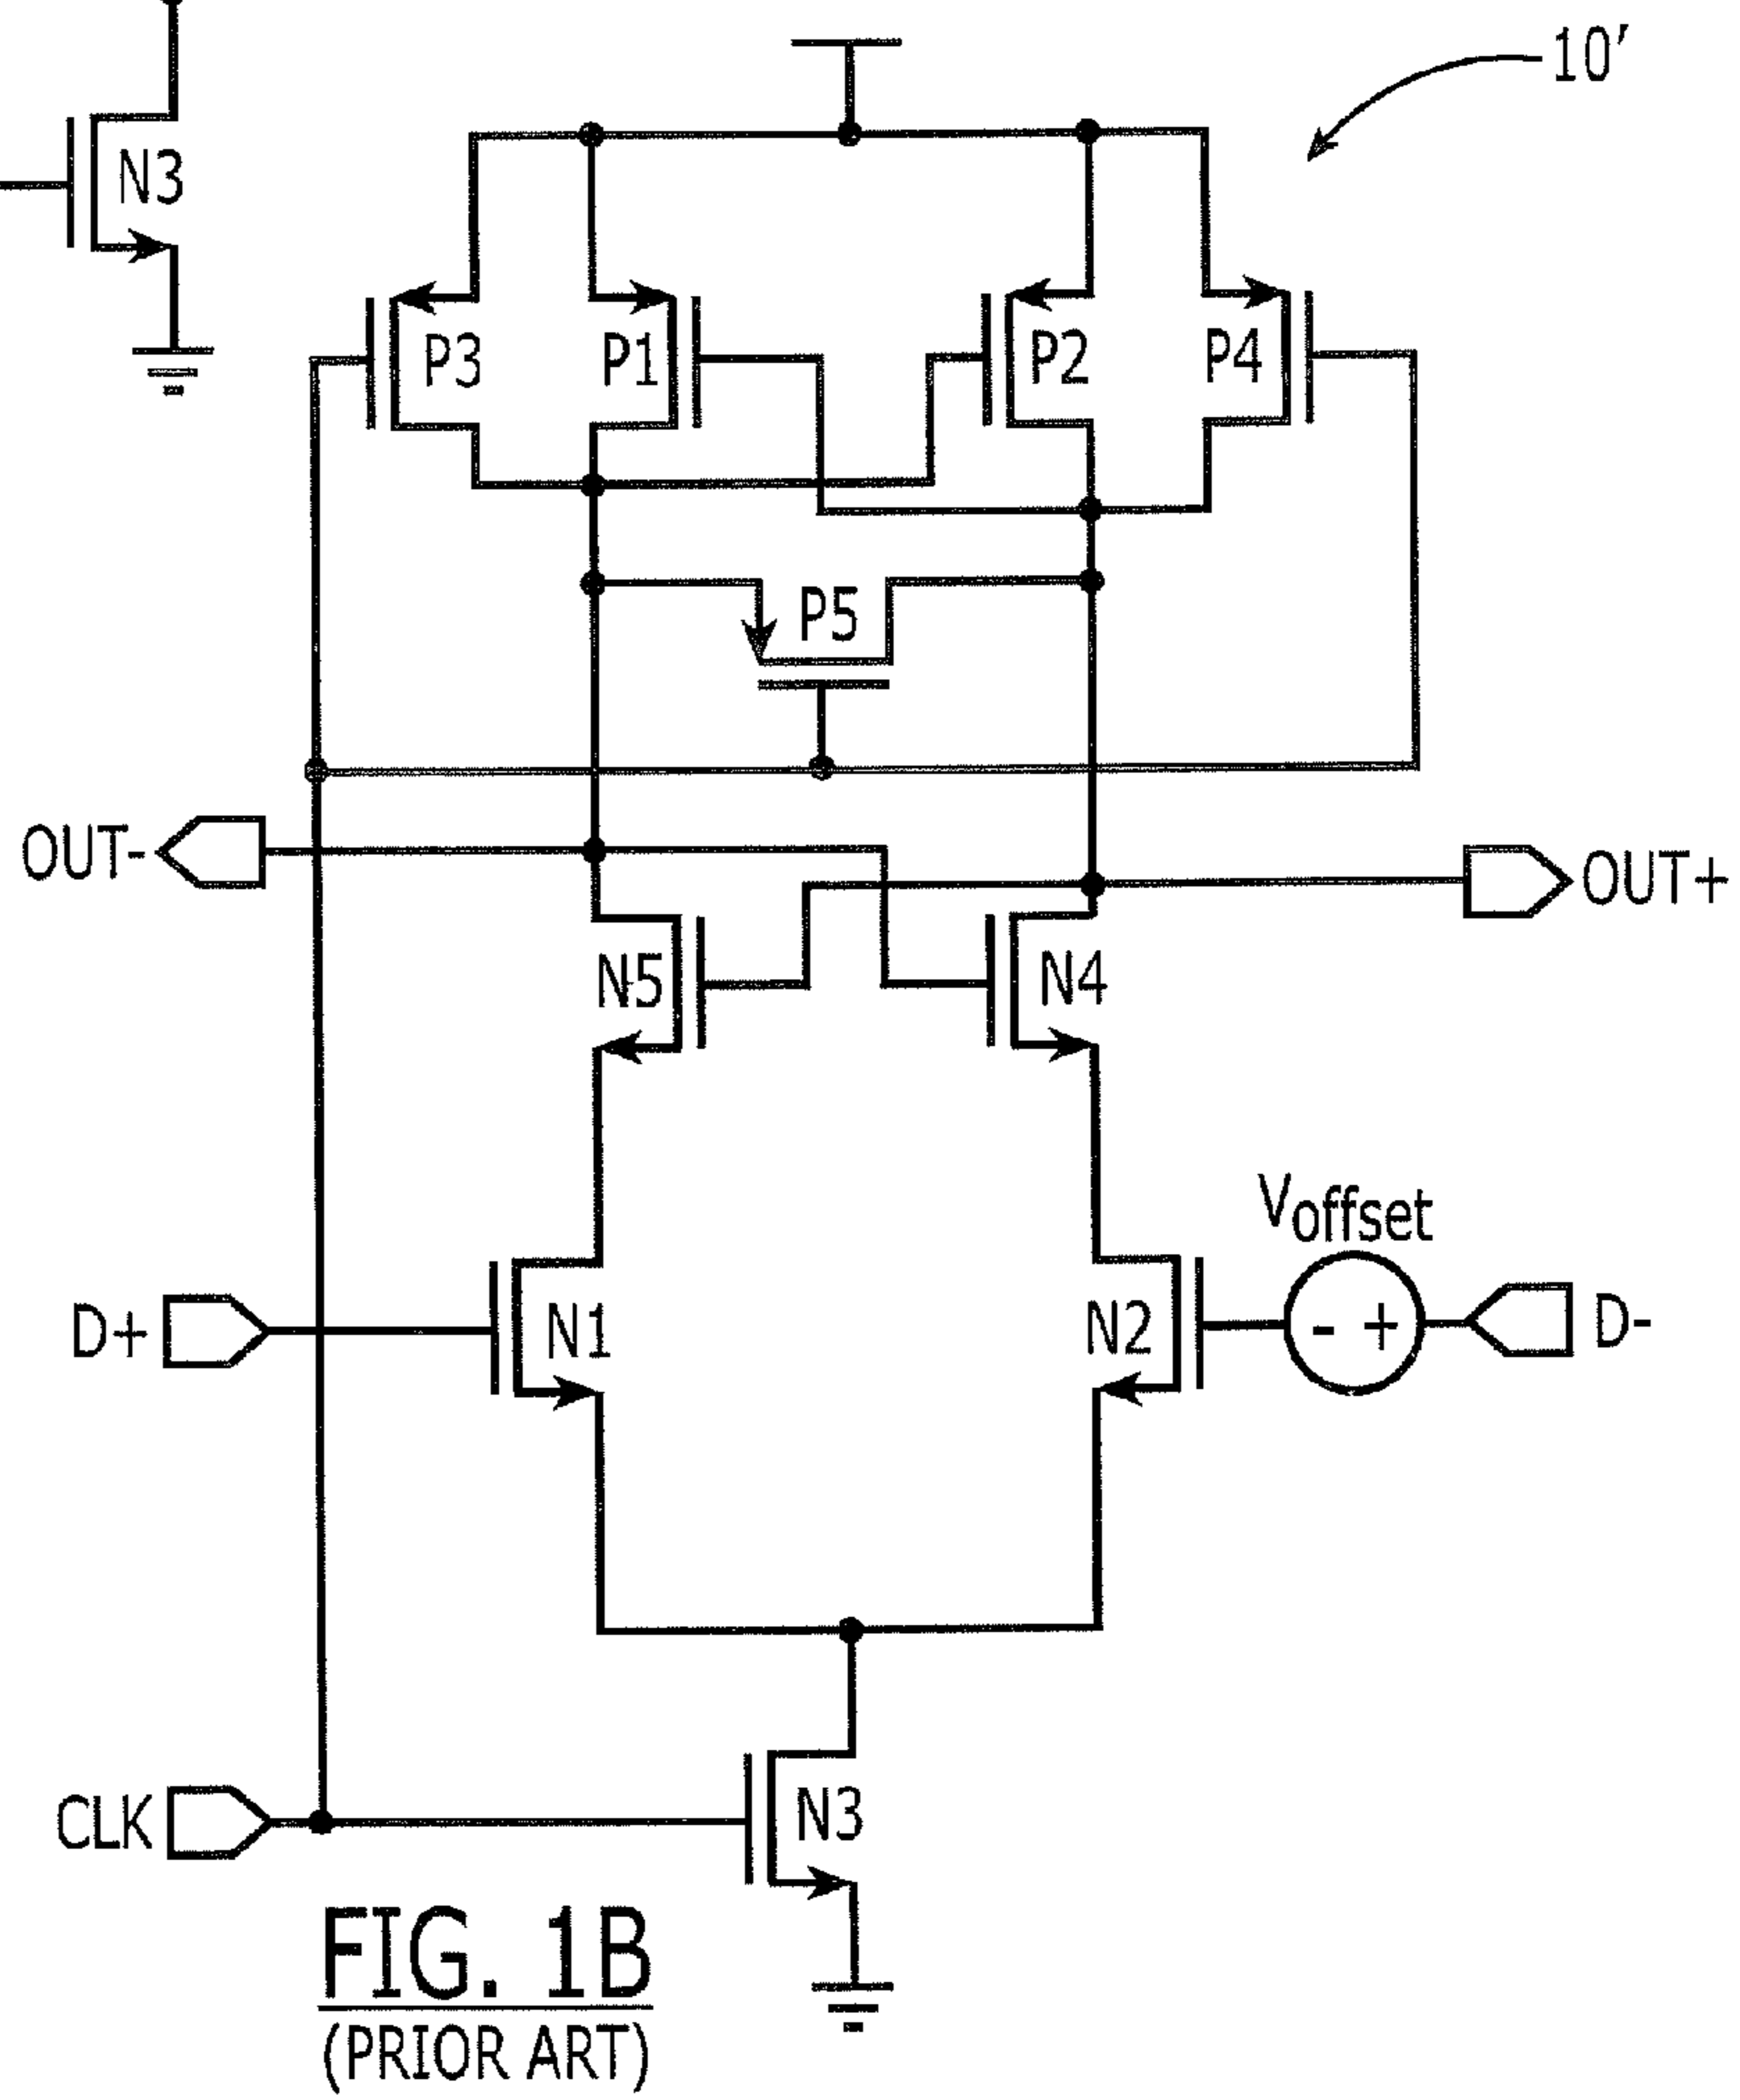 10′
N3
P3
P1
P2
P4
P5
OUT-
OUT+
N5
N4
Voffset
D+
N1
N2
- +
D-
CLK
N3
FIG. 1B
(PRIOR ART)